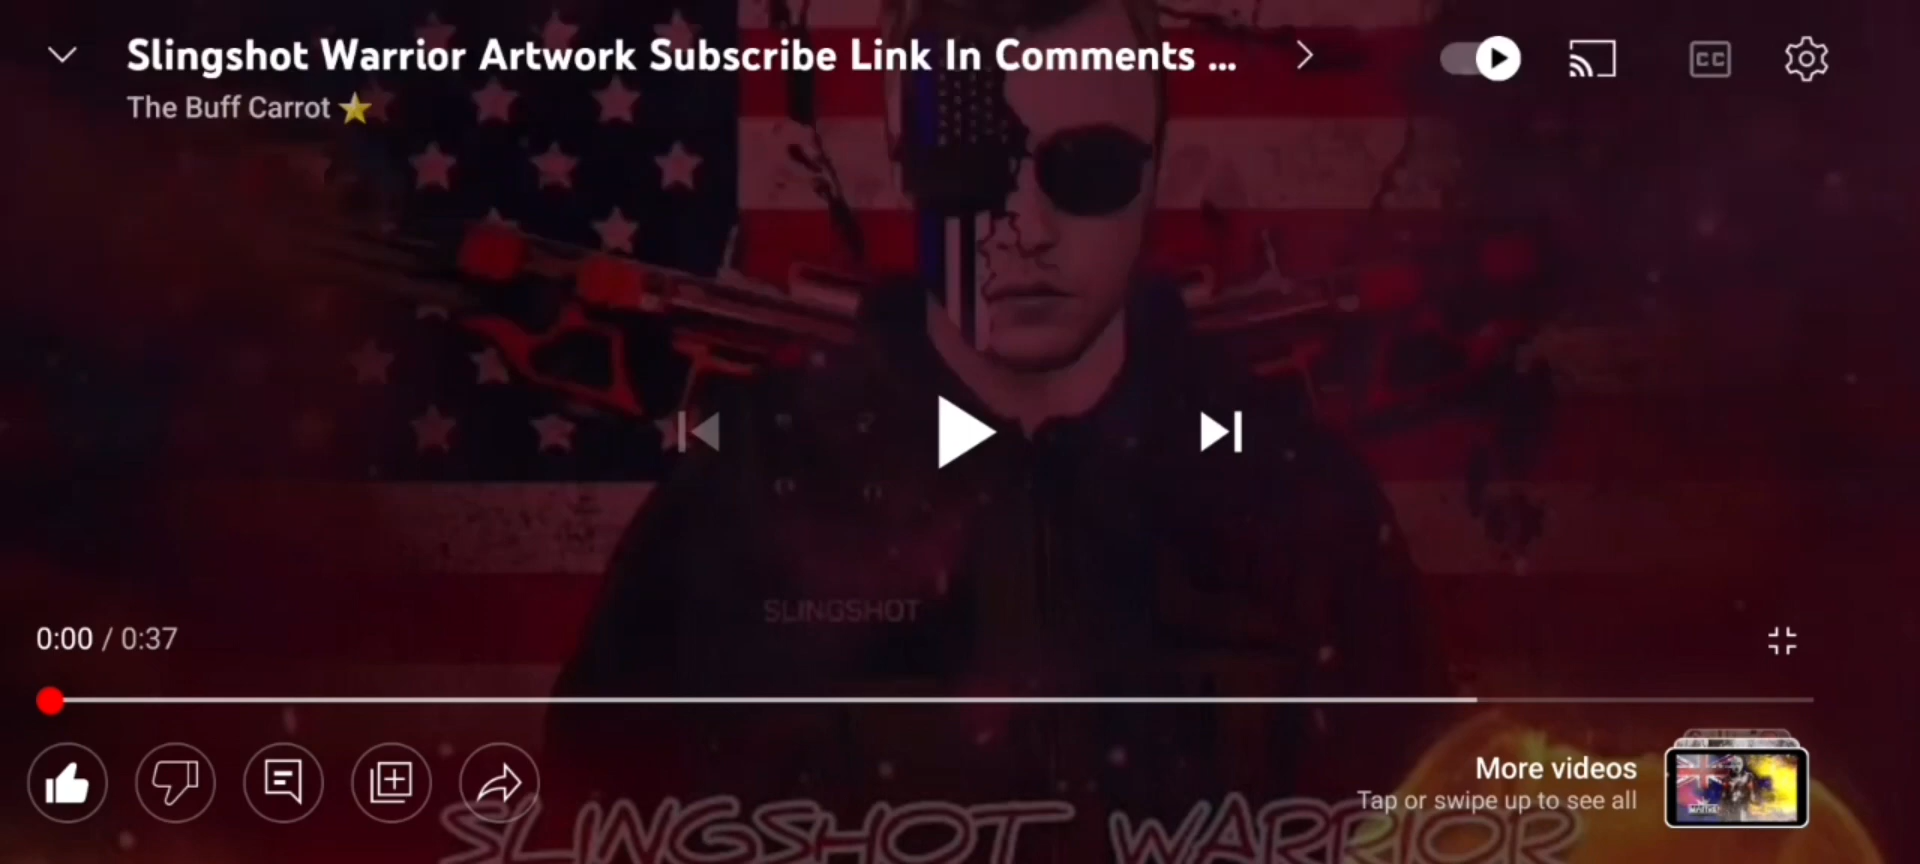 Slingshot Warrior Artwork Subscribe Link In Comments ...
The Buff Carrot
CC
SLINGSHOT
0:00 / 0:37
More videos
Tap or swipe up to see all
SLINGSHOT WARRIOR